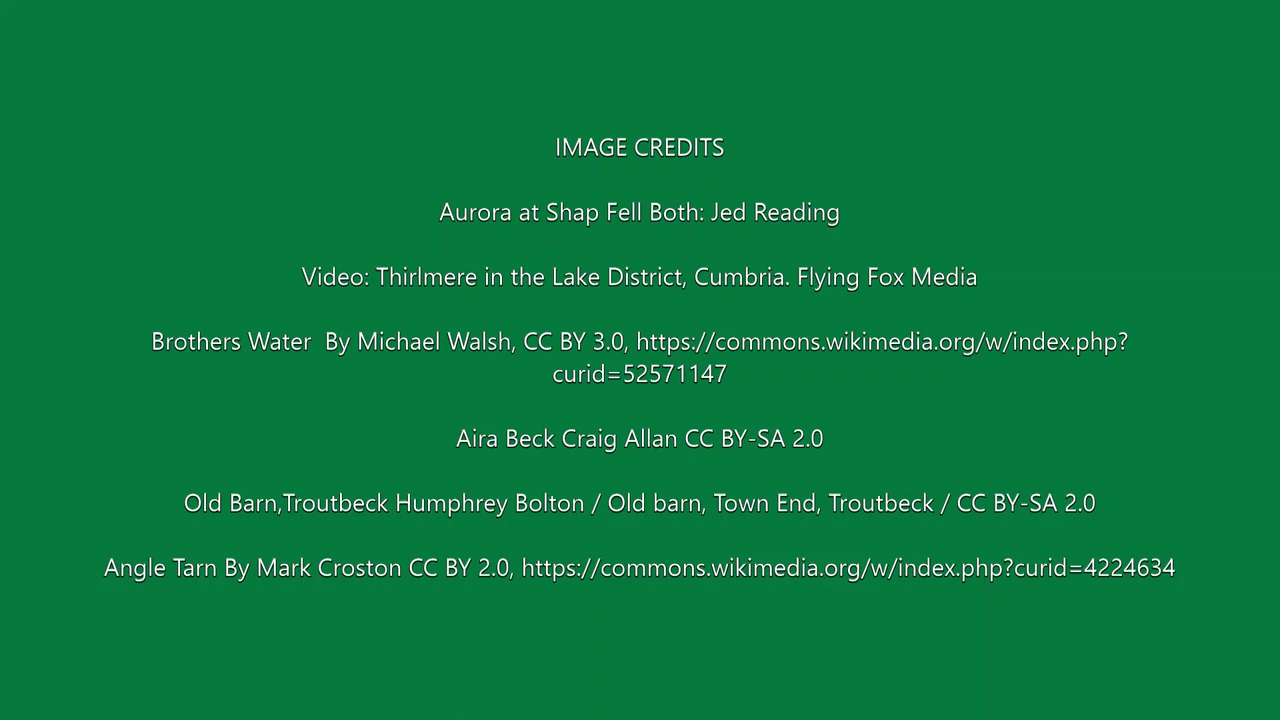 IMAGE CREDITS
Aurora at Shap Fell Both: Jed Reading
Video: Thirlmere in the Lake District, Cumbria. Flying Fox Media
Brothers Water  By Michael Walsh, CC BY 3.0, https://commons.wikimedia.org/w/index.php?
curid=52571147
Aira Beck Craig Allan CC BY-SA 2.0
Old Barn,Troutbeck Humphrey Bolton / Old barn, Town End, Troutbeck / CC BY-SA 2.0
Angle Tarn By Mark Croston CC BY 2.0, https://commons.wikimedia.org/w/index.php?curid=4224634